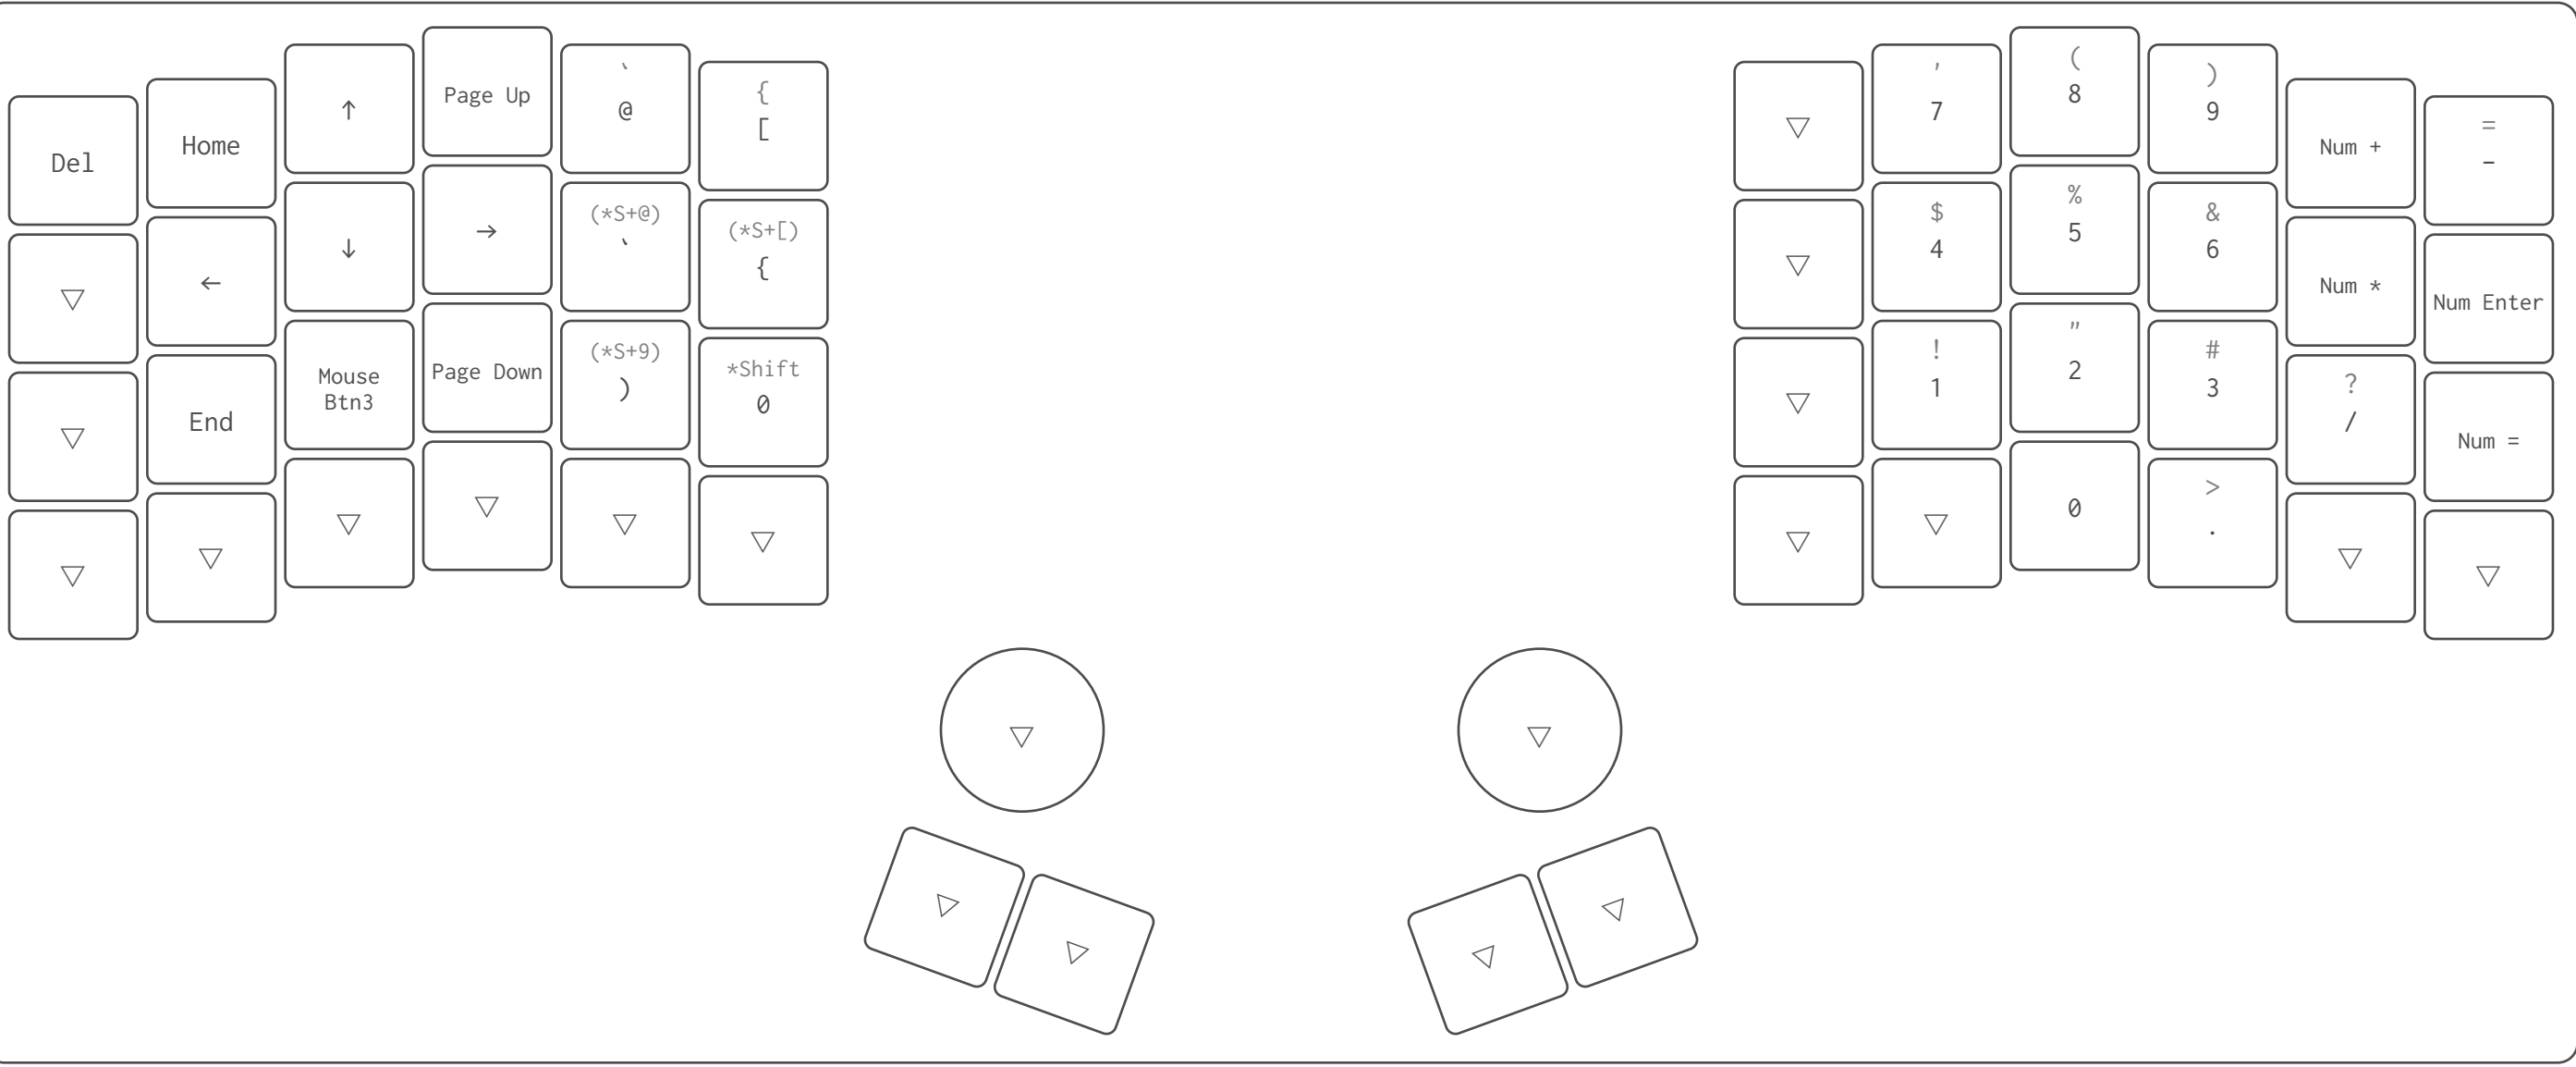 Del Home ↑ Page Up ` @ { [
▽ ← ↓ → (*S+@) ` (*S+[) {
▽ End Mouse Btn3 Page Down (*S+9) ) *Shift 0
▽ ▽ ▽ ▽ ▽ ▽
▽ ' 7 ( 8 ) 9 Num + = -
▽ $ 4 % 5 & 6 Num * Num Enter
▽ ! 1 " 2 # 3 ? / Num =
▽ ▽ 0 > . ▽ ▽
▽ ▽
▽ ▽ ▽ ▽